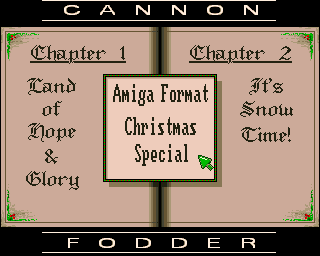 CANNON
Chapter 1
Land
of
Hope
&
Glory
Amiga Format
Christmas
Special
Chapter 2
It's
Snow
Time!
FODDER